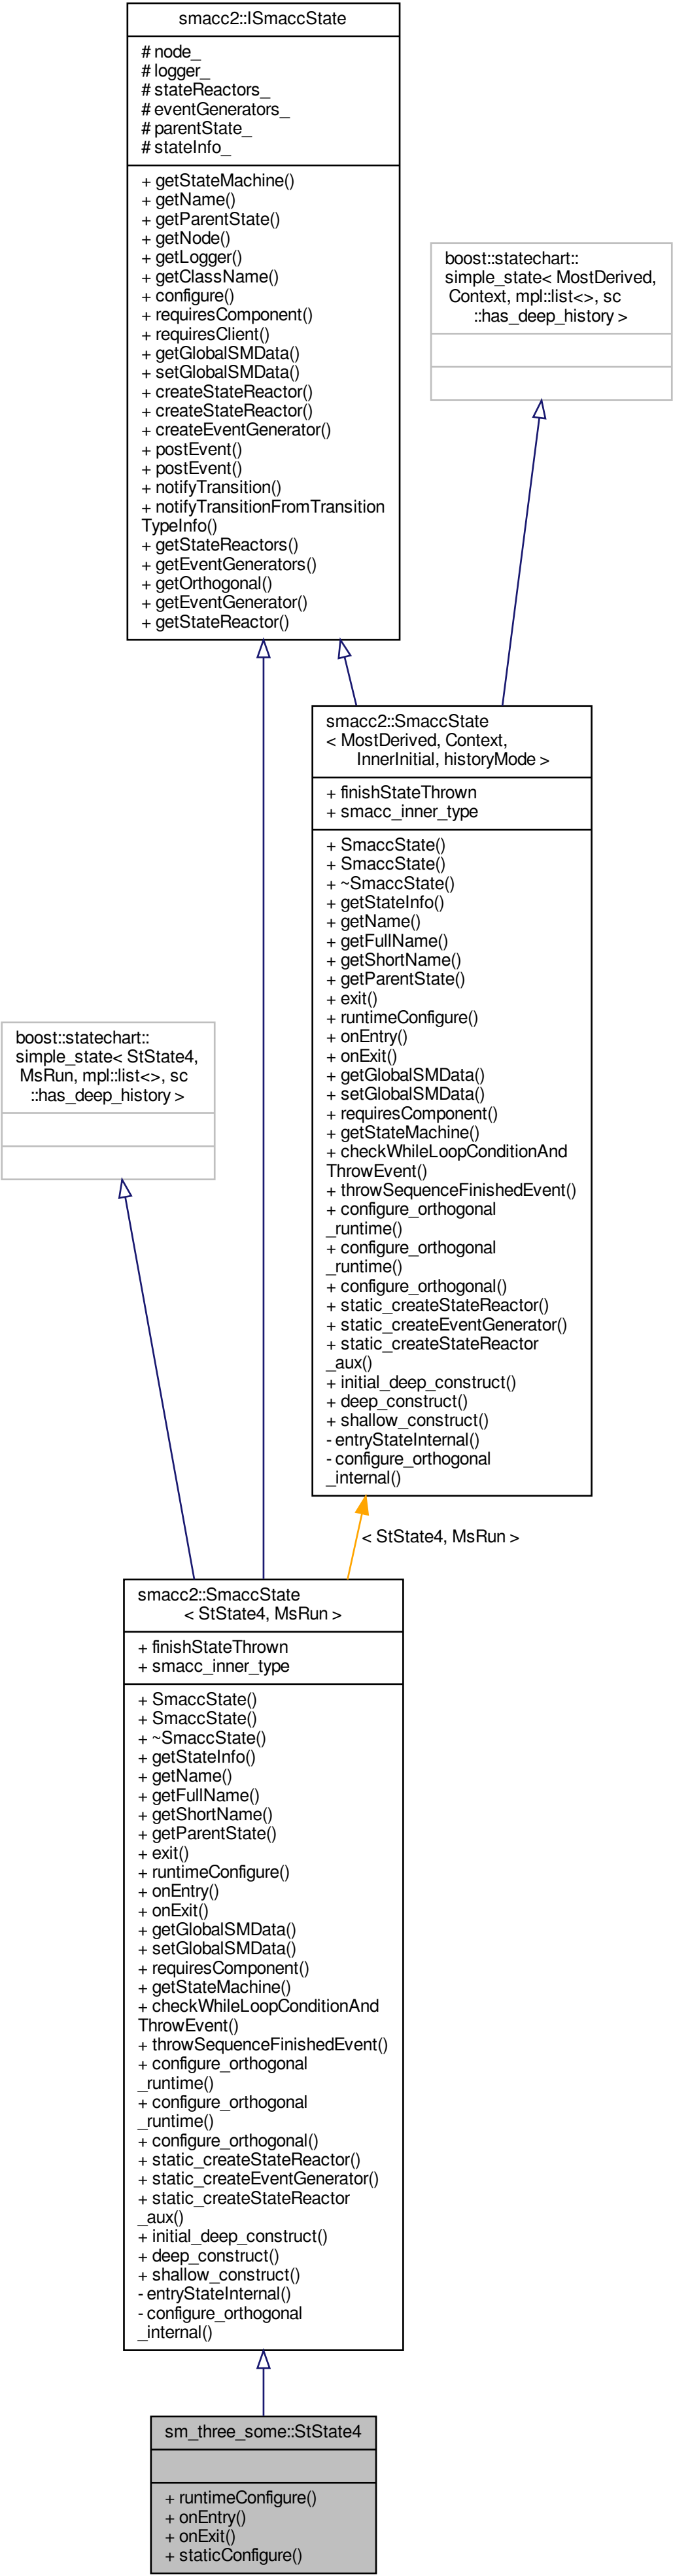 smacc2::ISmaccState
# node_
# logger_
# stateReactors_
# eventGenerators_
# parentState_
# stateInfo_
+ getStateMachine()
+ getName()
+ getParentState()
+ getNode()
+ getLogger()
+ getClassName()
+ configure()
+ requiresComponent()
+ requiresClient()
+ getGlobalSMData()
+ setGlobalSMData()
+ createStateReactor()
+ createStateReactor()
+ createEventGenerator()
+ postEvent()
+ postEvent()
+ notifyTransition()
+ notifyTransitionFromTransition
TypeInfo()
+ getStateReactors()
+ getEventGenerators()
+ getOrthogonal()
+ getEventGenerator()
+ getStateReactor()
boost::statechart::
simple_state< MostDerived,
Context, mpl::list<>, sc
::has_deep_history >
smacc2::SmaccState
< MostDerived, Context,
InnerInitial, historyMode >
+ finishStateThrown
+ smacc_inner_type
+ SmaccState()
+ SmaccState()
+ ~SmaccState()
+ getStateInfo()
+ getName()
+ getFullName()
+ getShortName()
+ getParentState()
+ exit()
+ runtimeConfigure()
+ onEntry()
+ onExit()
+ getGlobalSMData()
+ setGlobalSMData()
+ requiresComponent()
+ getStateMachine()
+ checkWhileLoopConditionAnd
ThrowEvent()
+ throwSequenceFinishedEvent()
+ configure_orthogonal
_runtime()
+ configure_orthogonal
_runtime()
+ configure_orthogonal()
+ static_createStateReactor()
+ static_createEventGenerator()
+ static_createStateReactor
_aux()
+ initial_deep_construct()
+ deep_construct()
+ shallow_construct()
- entryStateInternal()
- configure_orthogonal
_internal()
boost::statechart::
simple_state< StState4,
MsRun, mpl::list<>, sc
::has_deep_history >
< StState4, MsRun >
smacc2::SmaccState
< StState4, MsRun >
+ finishStateThrown
+ smacc_inner_type
+ SmaccState()
+ SmaccState()
+ ~SmaccState()
+ getStateInfo()
+ getName()
+ getFullName()
+ getShortName()
+ getParentState()
+ exit()
+ runtimeConfigure()
+ onEntry()
+ onExit()
+ getGlobalSMData()
+ setGlobalSMData()
+ requiresComponent()
+ getStateMachine()
+ checkWhileLoopConditionAnd
ThrowEvent()
+ throwSequenceFinishedEvent()
+ configure_orthogonal
_runtime()
+ configure_orthogonal
_runtime()
+ configure_orthogonal()
+ static_createStateReactor()
+ static_createEventGenerator()
+ static_createStateReactor
_aux()
+ initial_deep_construct()
+ deep_construct()
+ shallow_construct()
- entryStateInternal()
- configure_orthogonal
_internal()
sm_three_some::StState4
+ runtimeConfigure()
+ onEntry()
+ onExit()
+ staticConfigure()